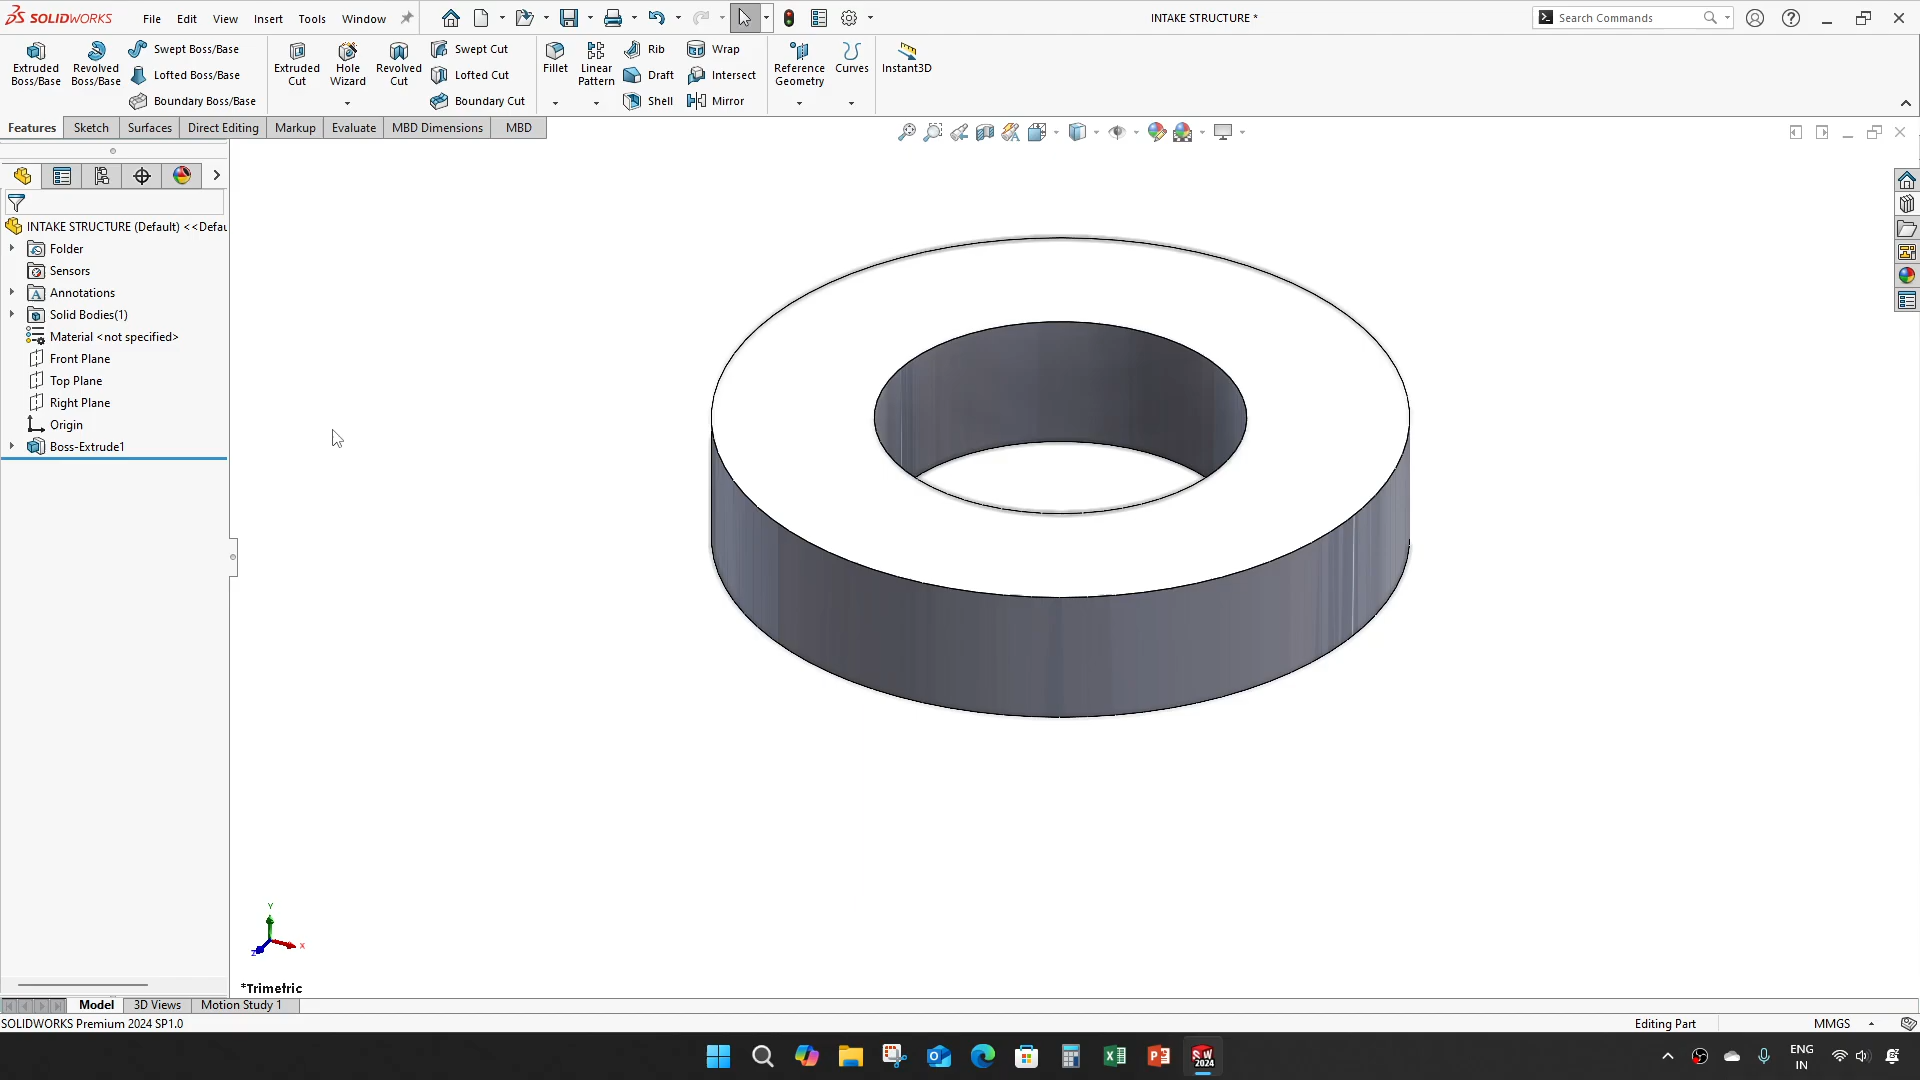 SOLIDWORKS File Edit View Insert Tools Window INTAKE STRUCTURE * Search Commands
Extruded Boss/Base
Revolved Boss/Base
Swept Boss/Base
Lofted Boss/Base
Boundary Boss/Base
Extruded Cut
Hole Wizard
Revolved Cut
Swept Cut
Lofted Cut
Boundary Cut
Fillet
Linear Pattern
Rib
Draft
Shell
Wrap
Intersect
Mirror
Reference Geometry
Curves
Instant3D
Features Sketch Surfaces Direct Editing Markup Evaluate MBD Dimensions MBD
INTAKE STRUCTURE (Default) <<Defau
Folder
Sensors
Annotations
Solid Bodies(1)
Material <not specified>
Front Plane
Top Plane
Right Plane
Origin
Boss-Extrude1
Y
X
Z
*Trimetric
Model 3D Views Motion Study 1
SOLIDWORKS Premium 2024 SP1.0 Editing Part MMGS
SW 2024
ENG
IN